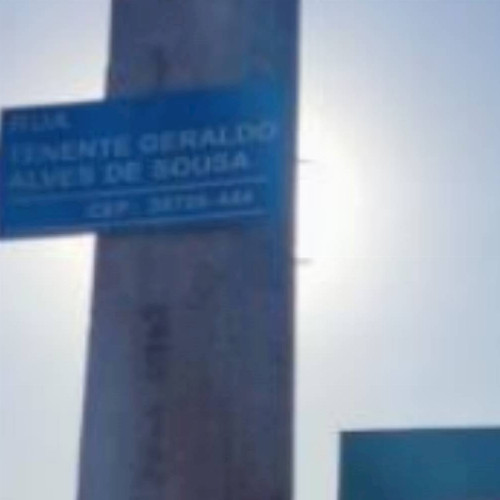 RUA
TENENTE GERALDO
ALVES DE SOUSA
CEP: